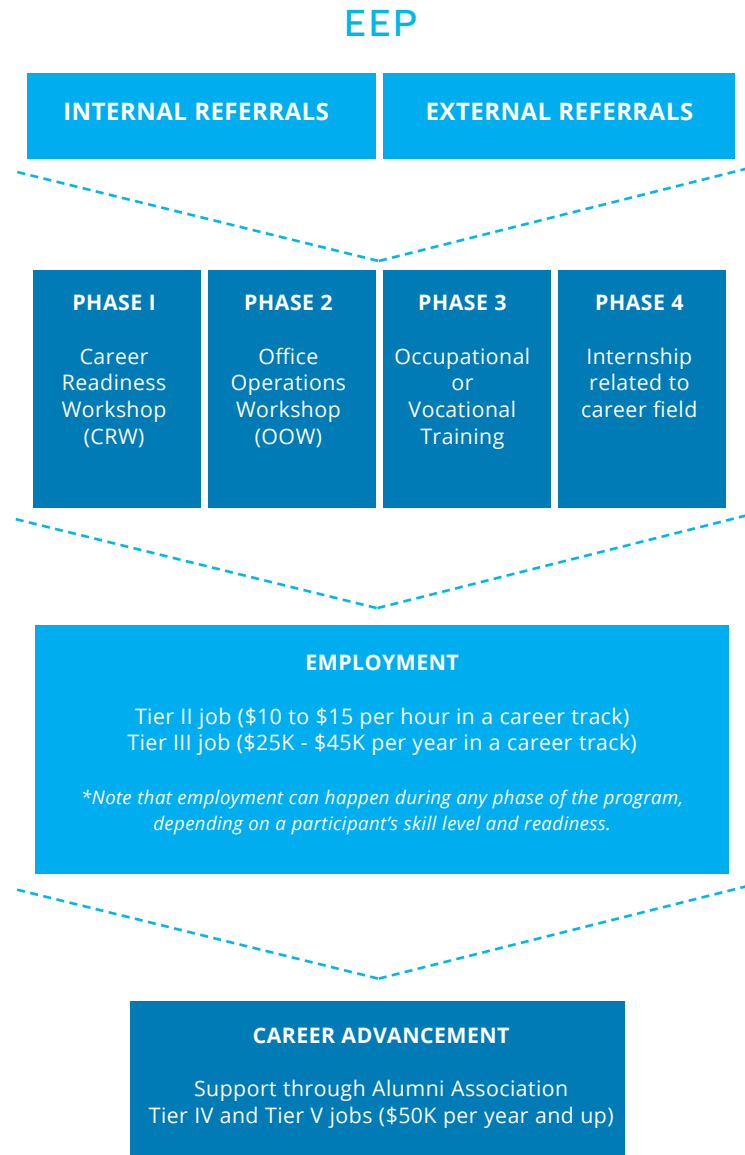 EEP
INTERNAL REFERRALS
EXTERNAL REFERRALS
PHASE I
Career
Readiness
Workshop
(CRW)
PHASE 2
Office
Operations
Workshop
(OOW)
PHASE 3
Occupational
or
Vocational
Training
PHASE 4
Internship
related to
career field
EMPLOYMENT
Tier II job ($10 to $15 per hour in a career track)
Tier III job ($25K - $45K per year in a career track)
*Note that employment can happen during any phase of the program,
depending on a participant’s skill level and readiness.
CAREER ADVANCEMENT
Support through Alumni Association
Tier IV and Tier V jobs ($50K per year and up)